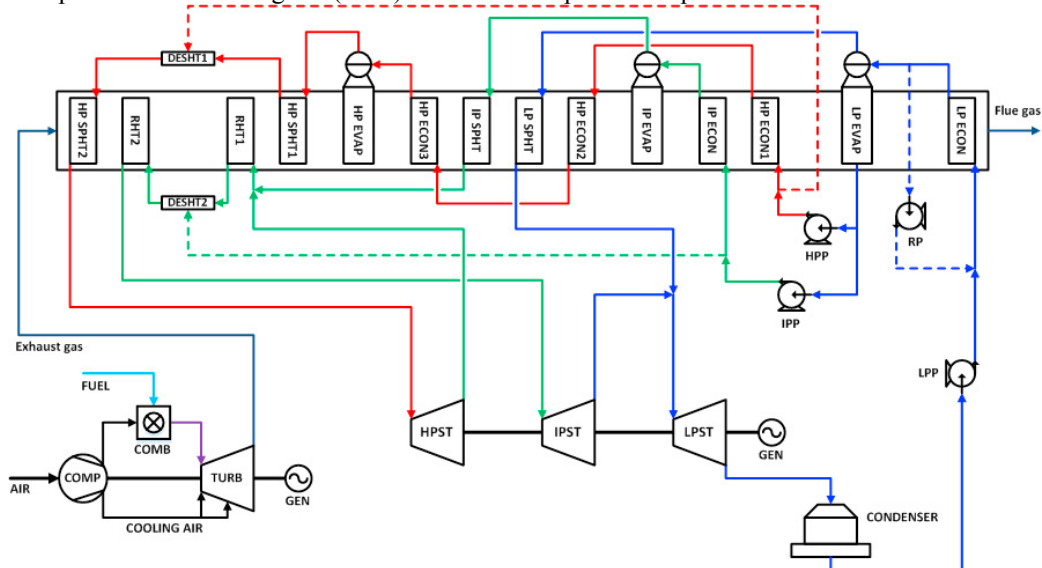 DESHT1
HP SPHT2
RHT2
RHT1
HP SPHT1
HP EVAP
HP ECON3
IP SPHT
LP SPHT
HP ECON2
IP EVAP
IP ECON
HP ECON1
LP EVAP
LP ECON
Flue gas
DESHT2
HPP
RP
IPP
Exhaust gas
LPP
FUEL
COMB
HPST
IPST
LPST
GEN
AIR
COMP
TURB
GEN
COOLING AIR
CONDENSER